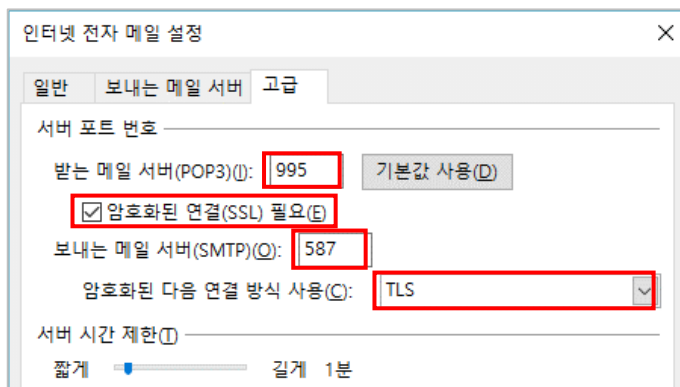 인터넷 전자 메일 설정
일반 보내는 메일 서버 고급
서버 포트 번호
받는 메일 서버(POP3)(I): 995 기본값 사용(D)
암호화된 연결(SSL) 필요(E)
보내는 메일 서버(SMTP)(O): 587
암호화된 다음 연결 방식 사용(C): TLS
서버 시간 제한(T)
짧게 길게 1분